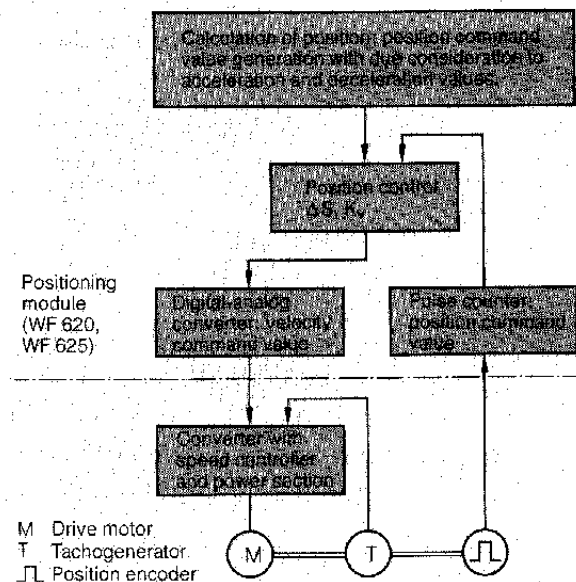 Calculation of position; position command
value generation with due consideration to
acceleration and deceleration values
Position control
ΔS, Kv
Positioning
module
(WF 620,
WF 625)
Digital-analog
converter: velocity
command value
Pulse counter:
position command
value
Converter with
speed controller
and power section
M Drive motor
T Tachogenerator
Position encoder
M
T